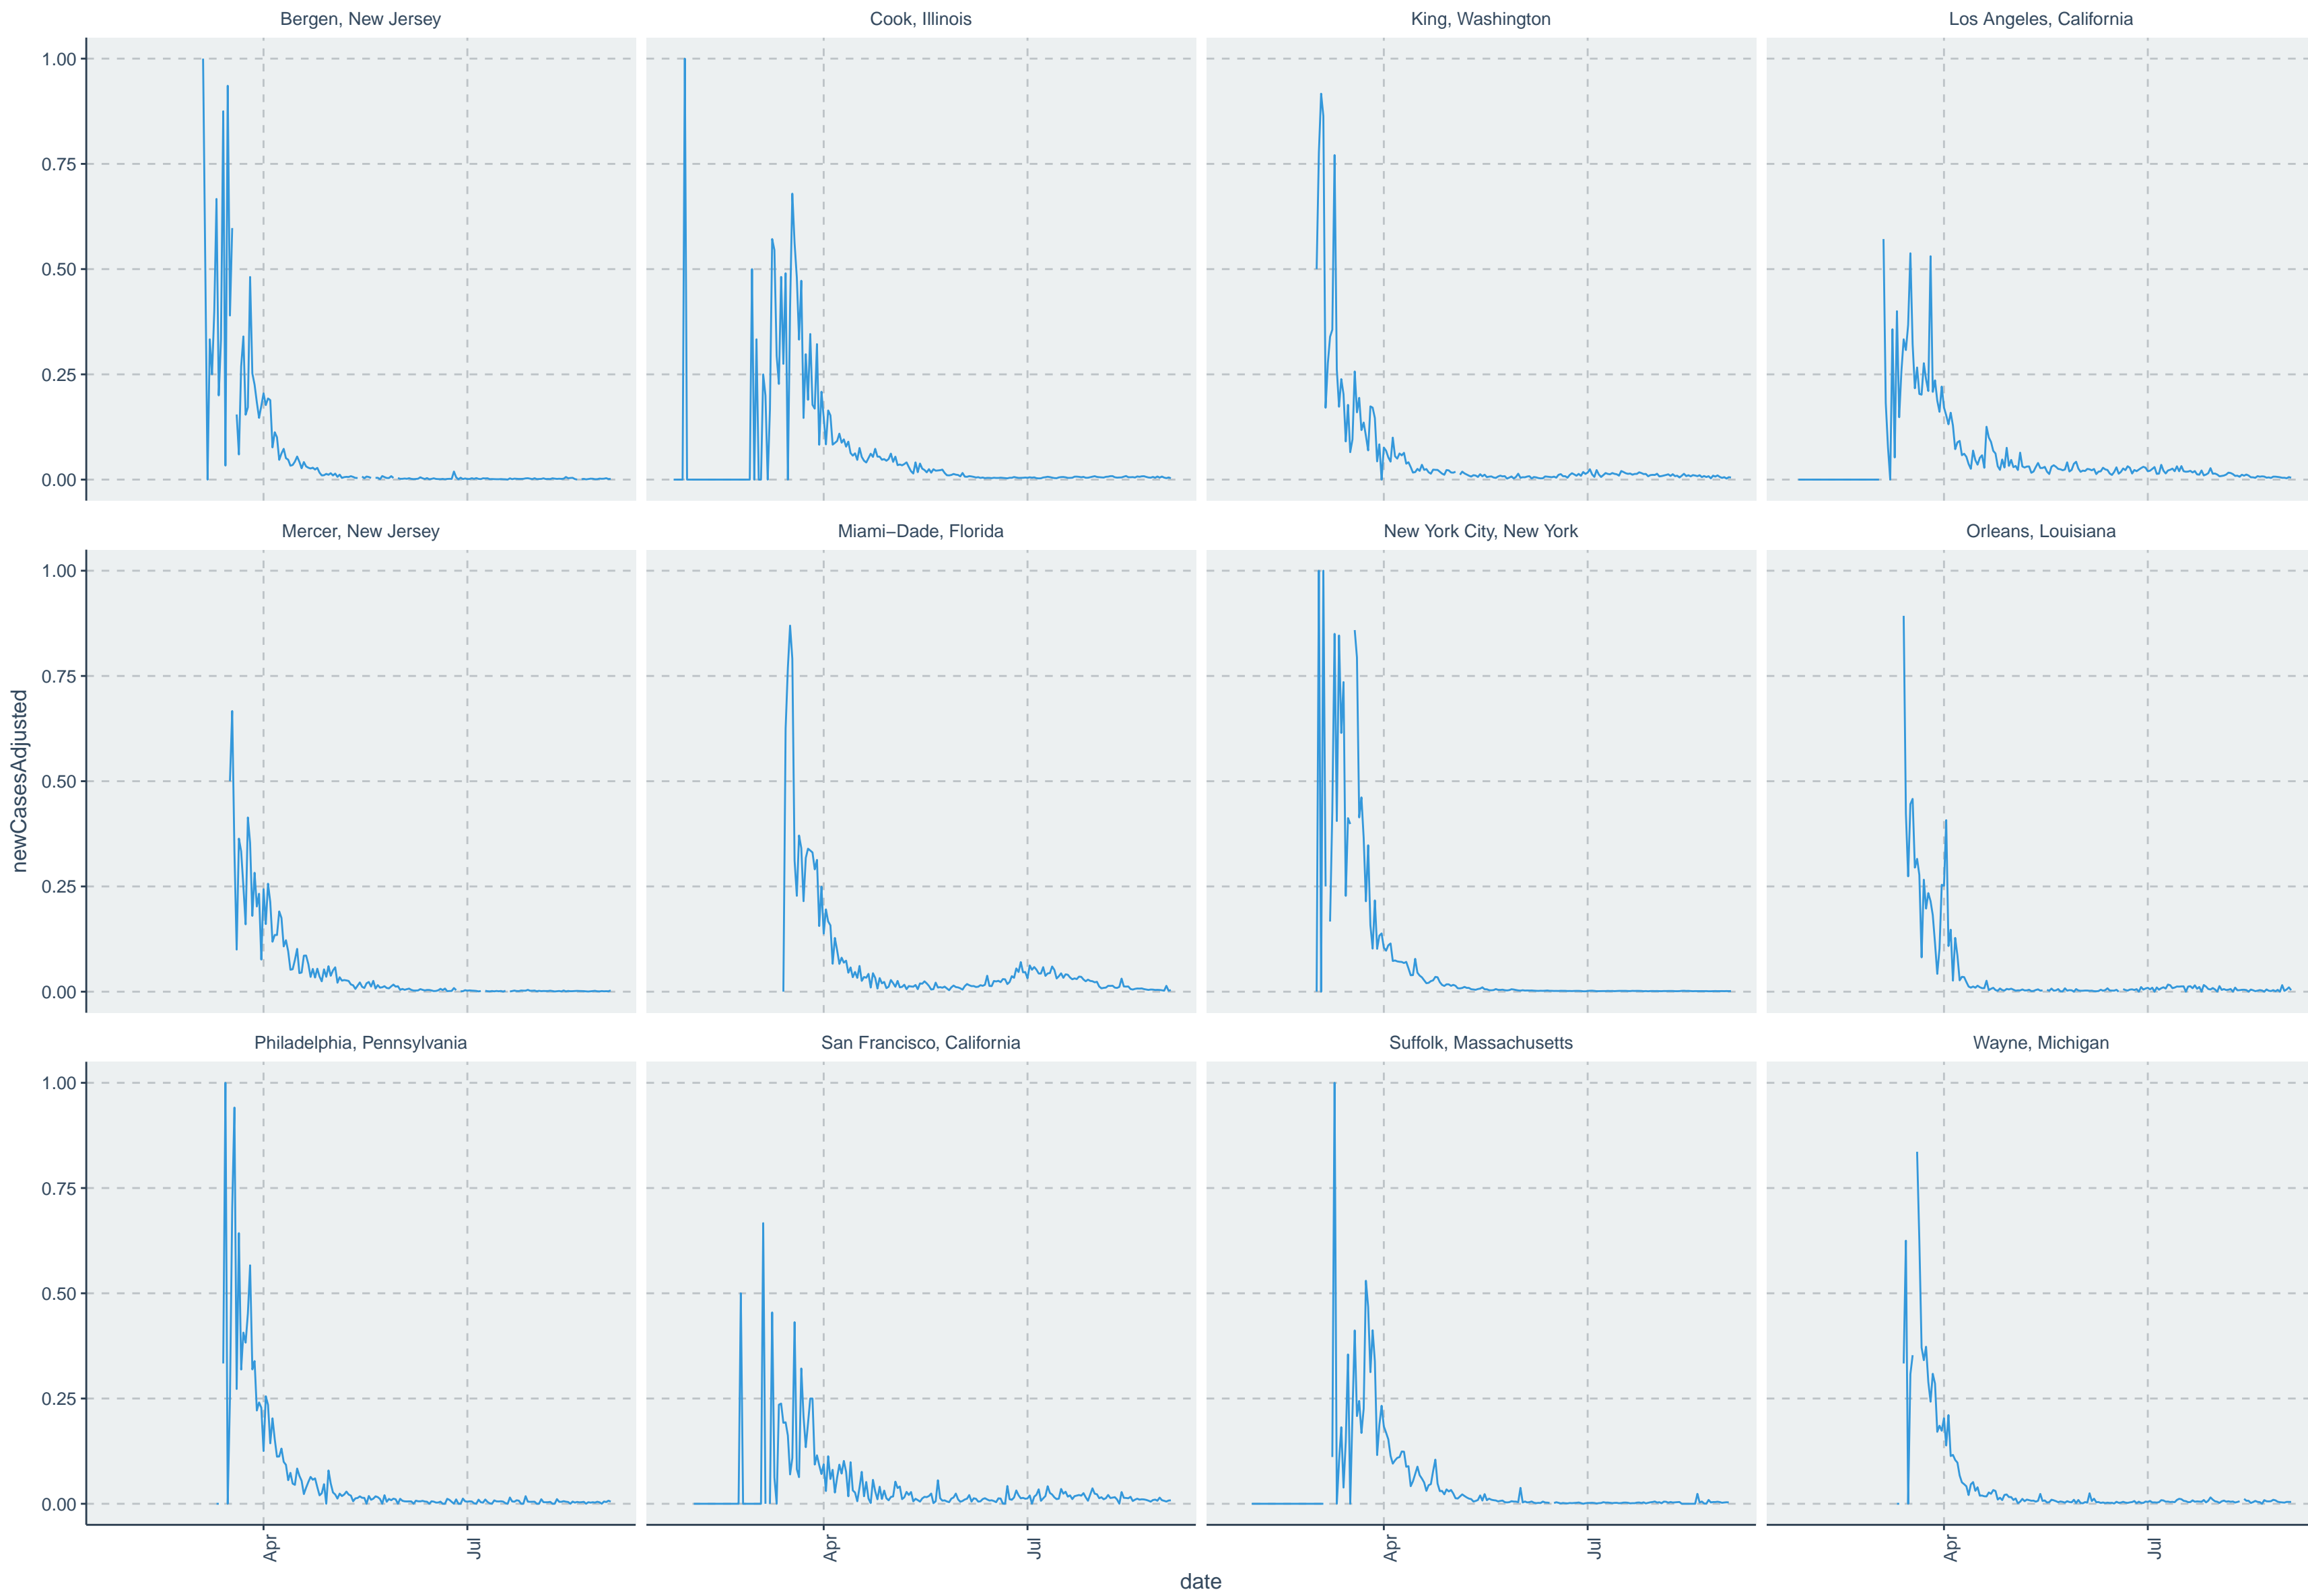 Bergen, New Jersey
Cook, Illinois
King, Washington
Los Angeles, California
1.00
0.75
0.50
0.25
0.00
Mercer, New Jersey
Miami−Dade, Florida
New York City, New York
Orleans, Louisiana
1.00
0.75
0.50
0.25
0.00
newCasesAdjusted
Philadelphia, Pennsylvania
San Francisco, California
Suffolk, Massachusetts
Wayne, Michigan
1.00
0.75
0.50
0.25
0.00
Apr
Jul
Apr
Jul
Apr
Jul
Apr
Jul
date